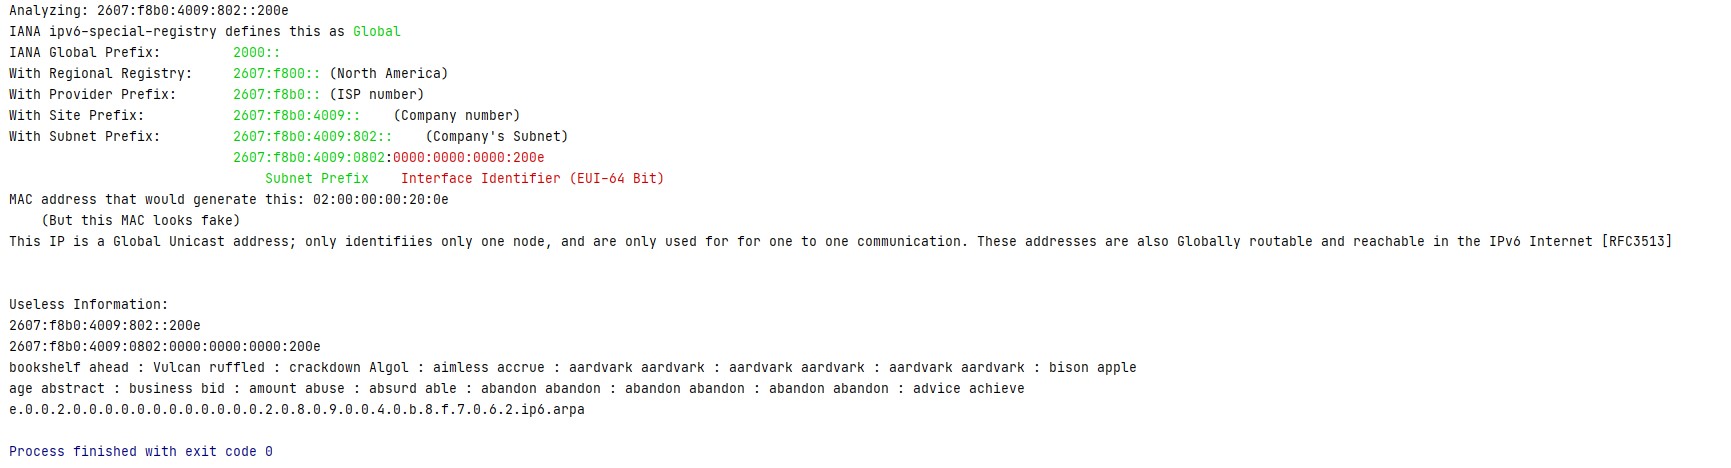 Analyzing: 2607:f8b0:4009:802::200e
IANA ipv6-special-registry defines this as Global
IANA Global Prefix: 2000::
With Regional Registry: 2607:f800:: (North America)
With Provider Prefix: 2607:f8b0:: (ISP number)
With Site Prefix: 2607:f8b0:4009:: (Company number)
With Subnet Prefix: 2607:f8b0:4009:802:: (Company's Subnet)
2607:f8b0:4009:0802:0000:0000:0000:200e
Subnet Prefix Interface Identifier (EUI-64 Bit)
MAC address that would generate this: 02:00:00:00:20:0e
(But this MAC looks fake)
This IP is a Global Unicast address; only identifiies only one node, and are only used for for one to one communication. These addresses are also Globally routable and reachable in the IPv6 Internet [RFC3513]
Useless Information:
2607:f8b0:4009:802::200e
2607:f8b0:4009:0802:0000:0000:0000:200e
bookshelf ahead : Vulcan ruffled : crackdown Algol : aimless accrue : aardvark aardvark : aardvark aardvark : aardvark aardvark : bison apple
age abstract : business bid : amount abuse : absurd able : abandon abandon : abandon abandon : abandon abandon : advice achieve
e.0.0.2.0.0.0.0.0.0.0.0.0.0.0.0.2.0.8.0.9.0.0.4.0.b.8.f.7.0.6.2.ip6.arpa
Process finished with exit code 0